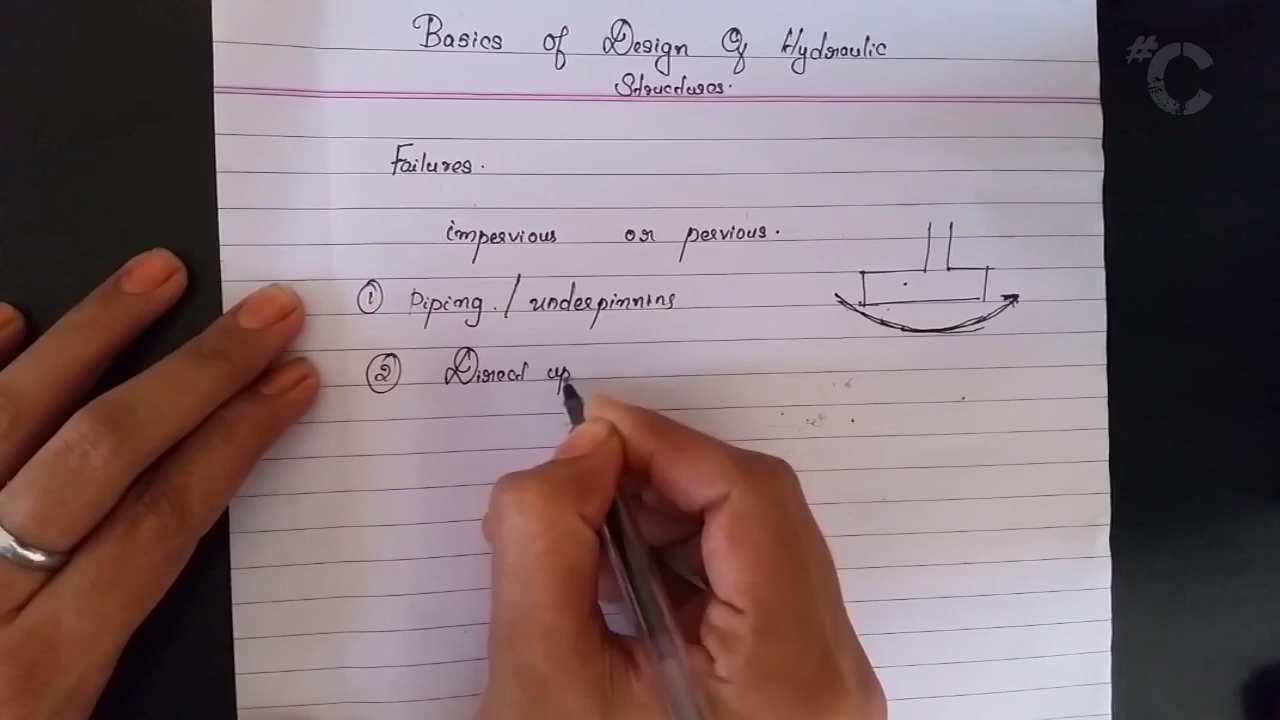 Basics of Design Of Hydraulic
Structures.
#C
Failures.
impervious or pervious.
① Piping. / underpinning
② Direct up